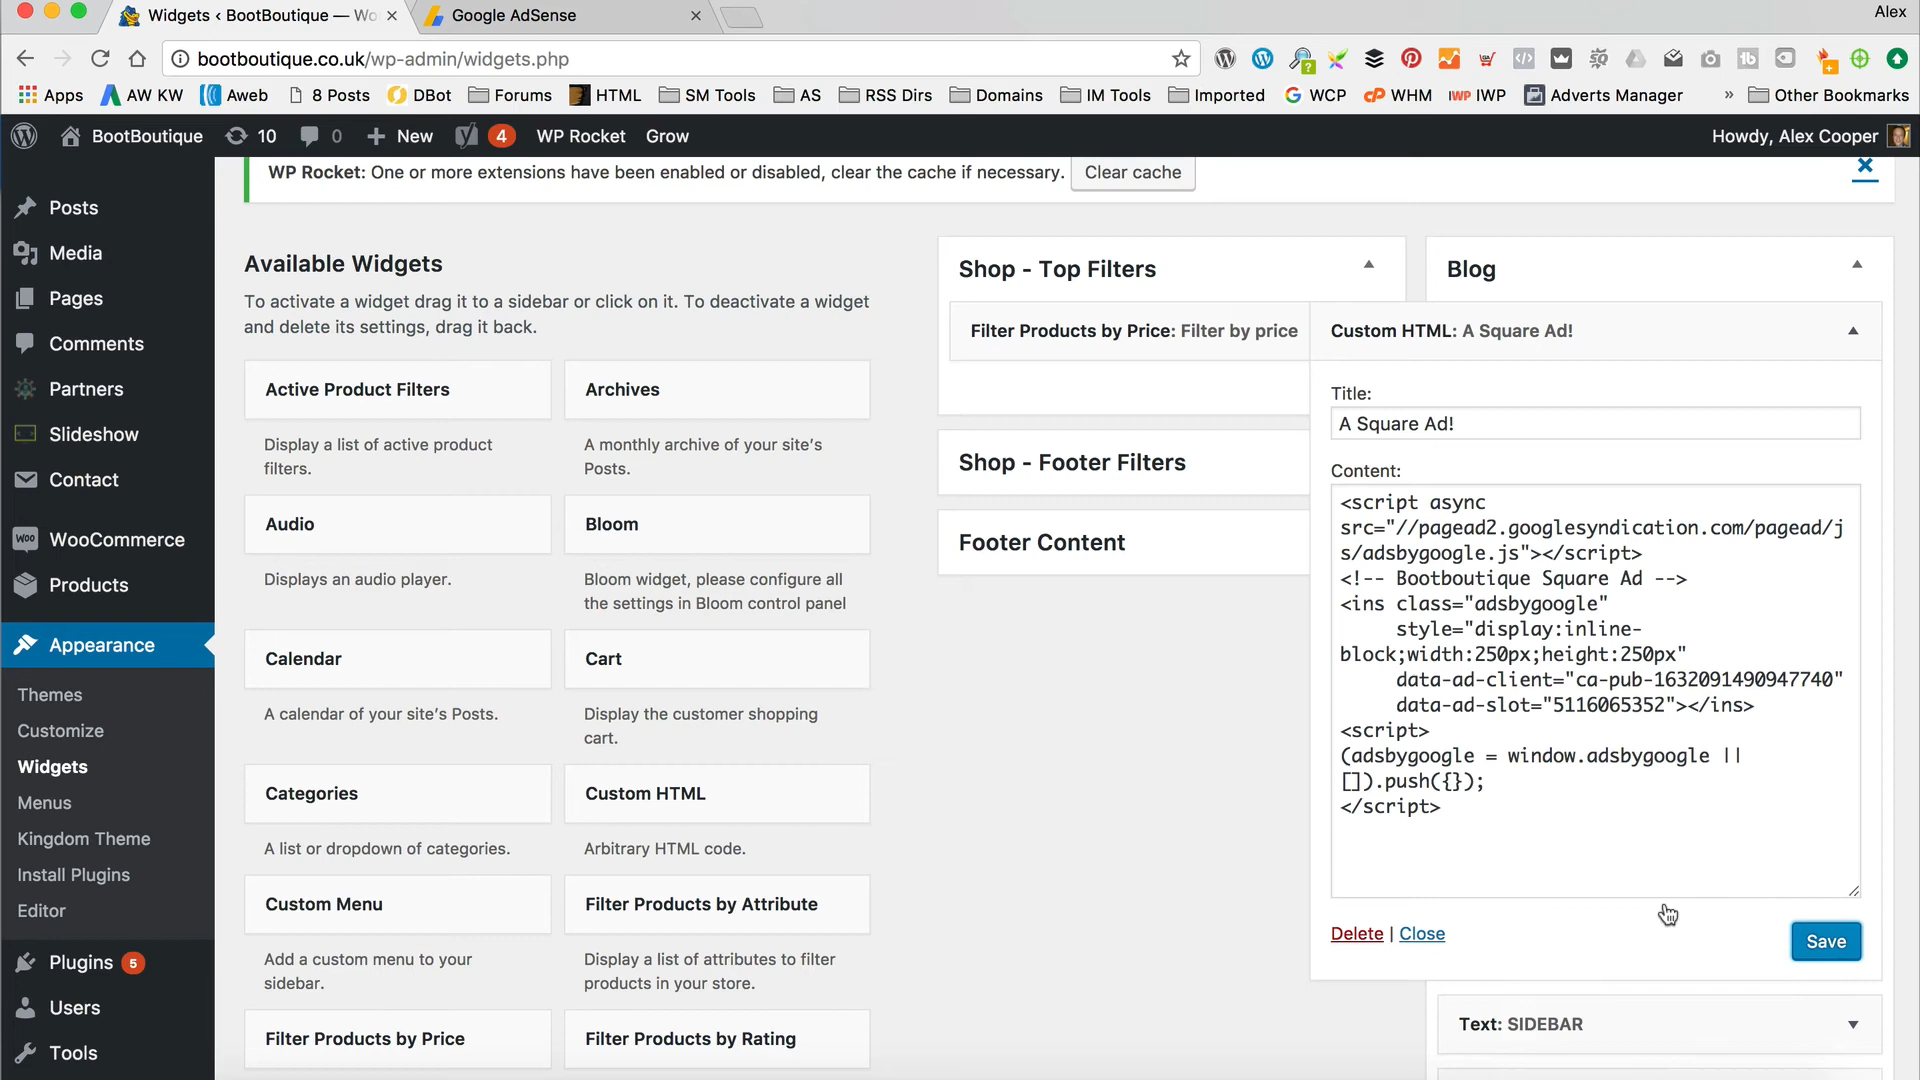 Widgets ‹ BootBoutique — Wo
Google AdSense
Alex
bootboutique.co.uk/wp-admin/widgets.php
Apps
AW KW
Aweb
8 Posts
DBot
Forums
HTML
SM Tools
AS
RSS Dirs
Domains
IM Tools
Imported
WCP
WHM
IWP
Adverts Manager
»
Other Bookmarks
BootBoutique
10
0
New
4
WP Rocket
Grow
Howdy, Alex Cooper
WP Rocket: One or more extensions have been enabled or disabled, clear the cache if necessary.
Clear cache
Posts
Media
Pages
Comments
Partners
Slideshow
Contact
WooCommerce
Products
Appearance
Themes
Customize
Widgets
Menus
Kingdom Theme
Install Plugins
Editor
Plugins 5
Users
Tools
Available Widgets
To activate a widget drag it to a sidebar or click on it. To deactivate a widget
and delete its settings, drag it back.
Active Product Filters
Display a list of active product
filters.
Archives
A monthly archive of your site's
Posts.
Audio
Displays an audio player.
Bloom
Bloom widget, please configure all
the settings in Bloom control panel
Calendar
A calendar of your site's Posts.
Cart
Display the customer shopping
cart.
Categories
A list or dropdown of categories.
Custom HTML
Arbitrary HTML code.
Custom Menu
Add a custom menu to your
sidebar.
Filter Products by Attribute
Display a list of attributes to filter
products in your store.
Filter Products by Price
Filter Products by Rating
Shop - Top Filters
Filter Products by Price: Filter by price
Shop - Footer Filters
Footer Content
Blog
Custom HTML: A Square Ad!
Title:
A Square Ad!
Content:
<script async
src="//pagead2.googlesyndication.com/pagead/j
s/adsbygoogle.js"></script>
<!-- Bootboutique Square Ad -->
<ins class="adsbygoogle"
style="display:inline-
block;width:250px;height:250px"
data-ad-client="ca-pub-1632091490947740"
data-ad-slot="5116065352"></ins>
<script>
(adsbygoogle = window.adsbygoogle ||
[]).push({});
</script>
Delete | Close
Save
Text: SIDEBAR